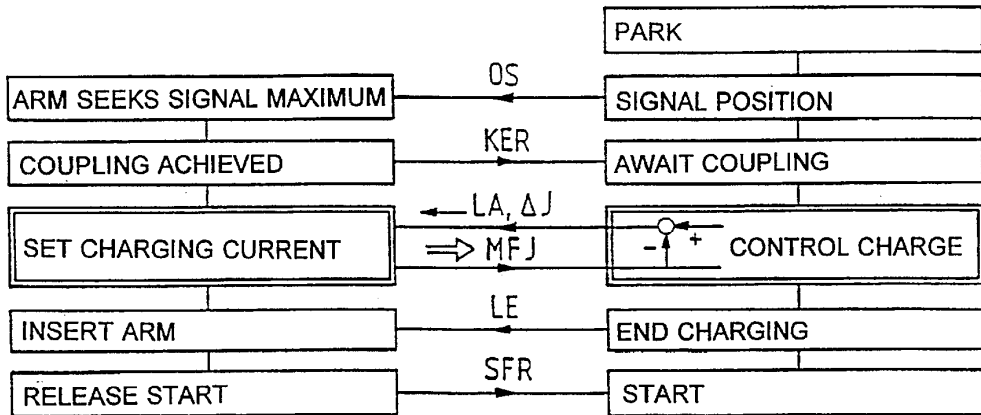 PARK
ARM SEEKS SIGNAL MAXIMUM
OS
SIGNAL POSITION
COUPLING ACHIEVED
KER
AWAIT COUPLING
LA, ΔJ
SET CHARGING CURRENT
MFJ
- +
CONTROL CHARGE
INSERT ARM
LE
END CHARGING
RELEASE START
SFR
START